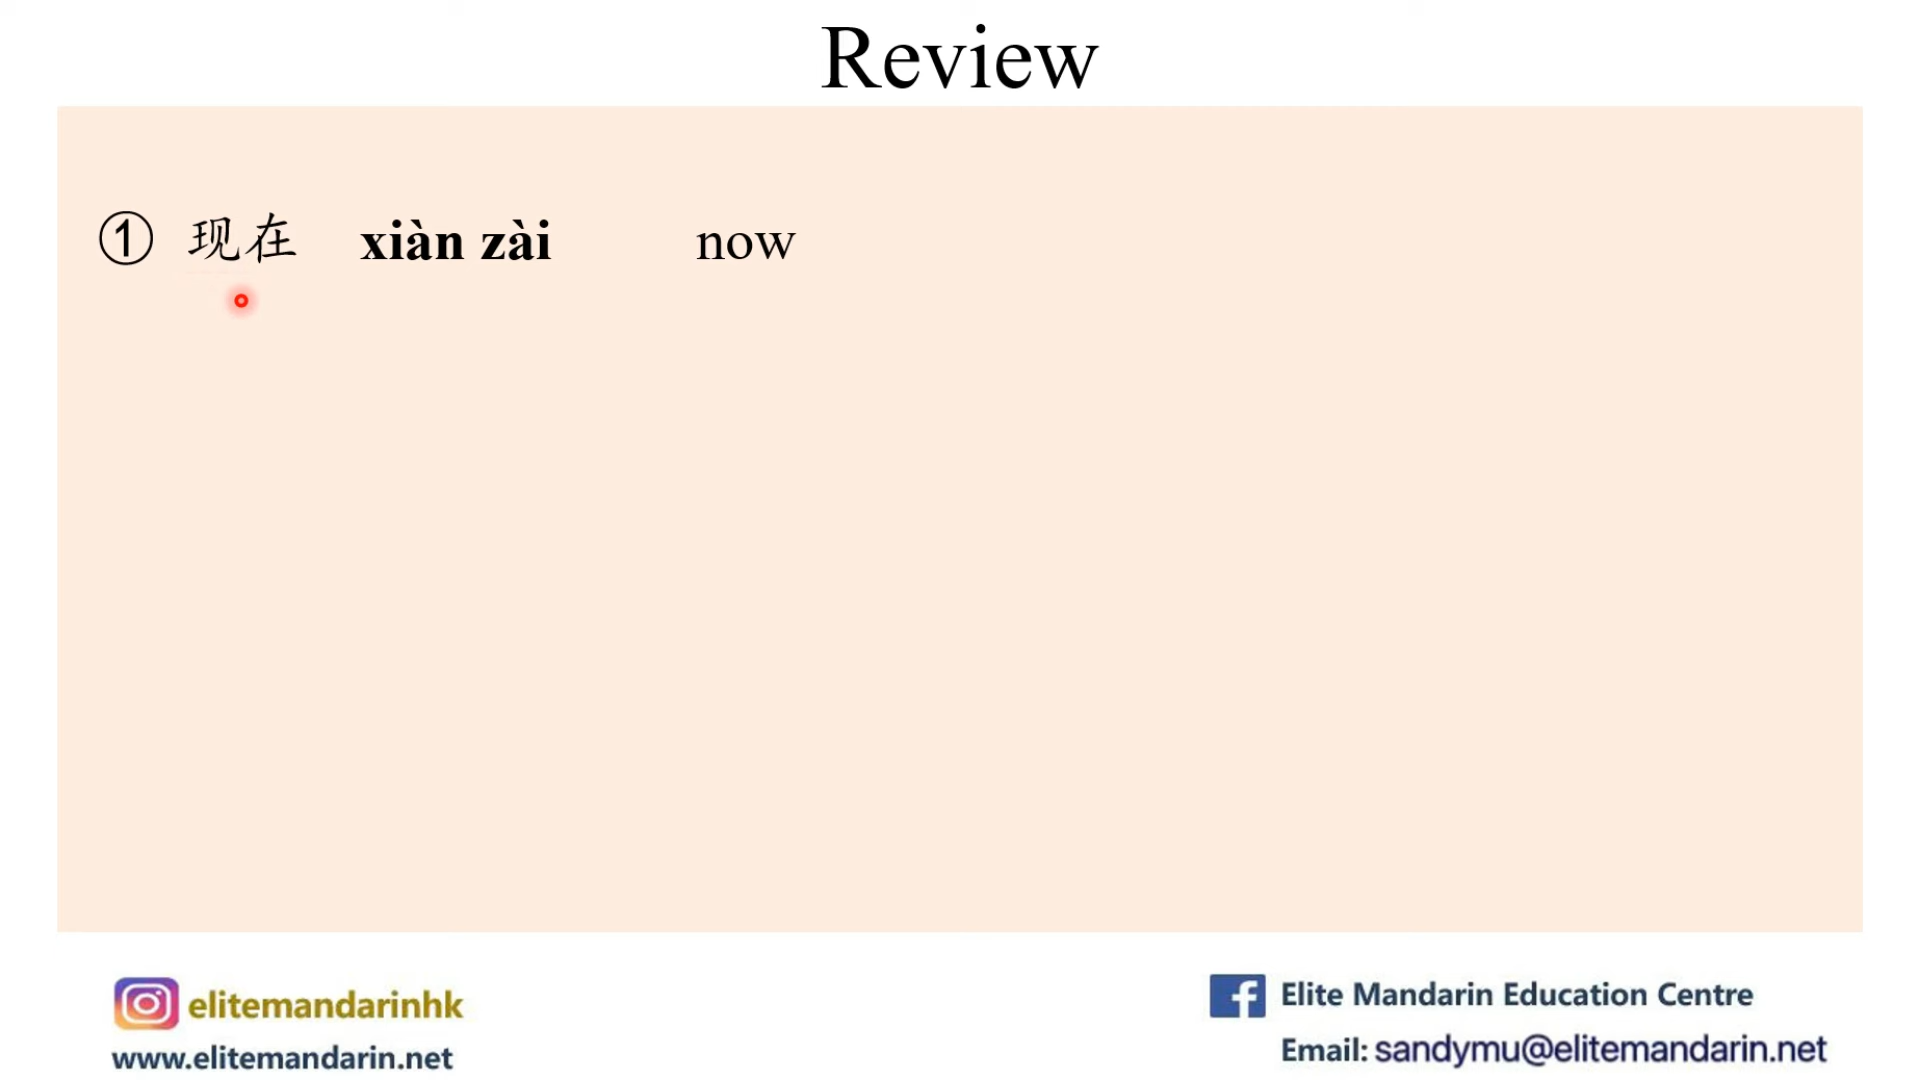 Review
① 现在 xiàn zài now
elitemandarinhk
www.elitemandarin.net
Elite Mandarin Education Centre
Email: sandymu@elitemandarin.net